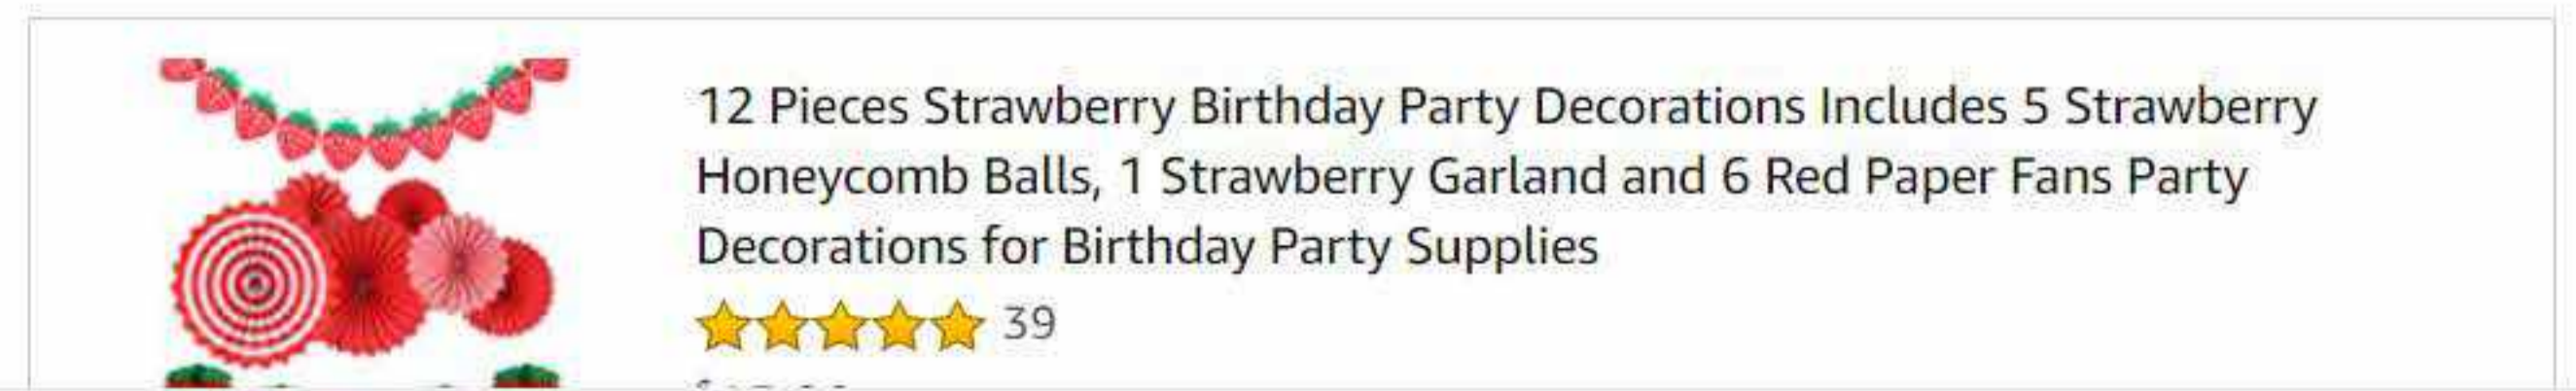 12 Pieces Strawberry Birthday Party Decorations Includes 5 Strawberry
Honeycomb Balls, 1 Strawberry Garland and 6 Red Paper Fans Party
Decorations for Birthday Party Supplies
39